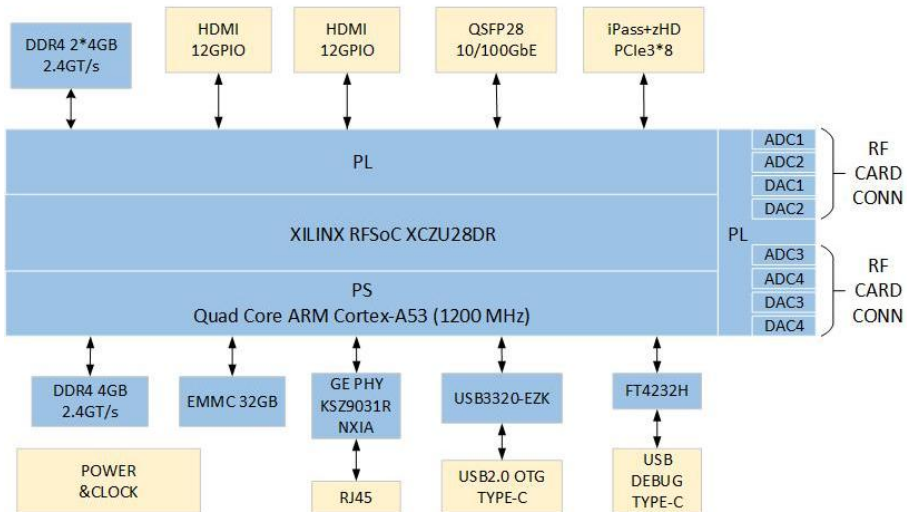 DDR4 2*4GB
2.4GT/s
HDMI
12GPIO
HDMI
12GPIO
QSFP28
10/100GbE
iPass+zHD
PCIe3*8
PL
XILINX RFSoC XCZU28DR
PS
Quad Core ARM Cortex-A53 (1200 MHz)
PL
ADC1
ADC2
DAC1
DAC2
RF
CARD
CONN
ADC3
ADC4
DAC3
DAC4
RF
CARD
CONN
DDR4 4GB
2.4GT/s
EMMC 32GB
GE PHY
KSZ9031R
NXIA
USB3320-EZK
FT4232H
POWER
&CLOCK
RJ45
USB2.0 OTG
TYPE-C
USB
DEBUG
TYPE-C